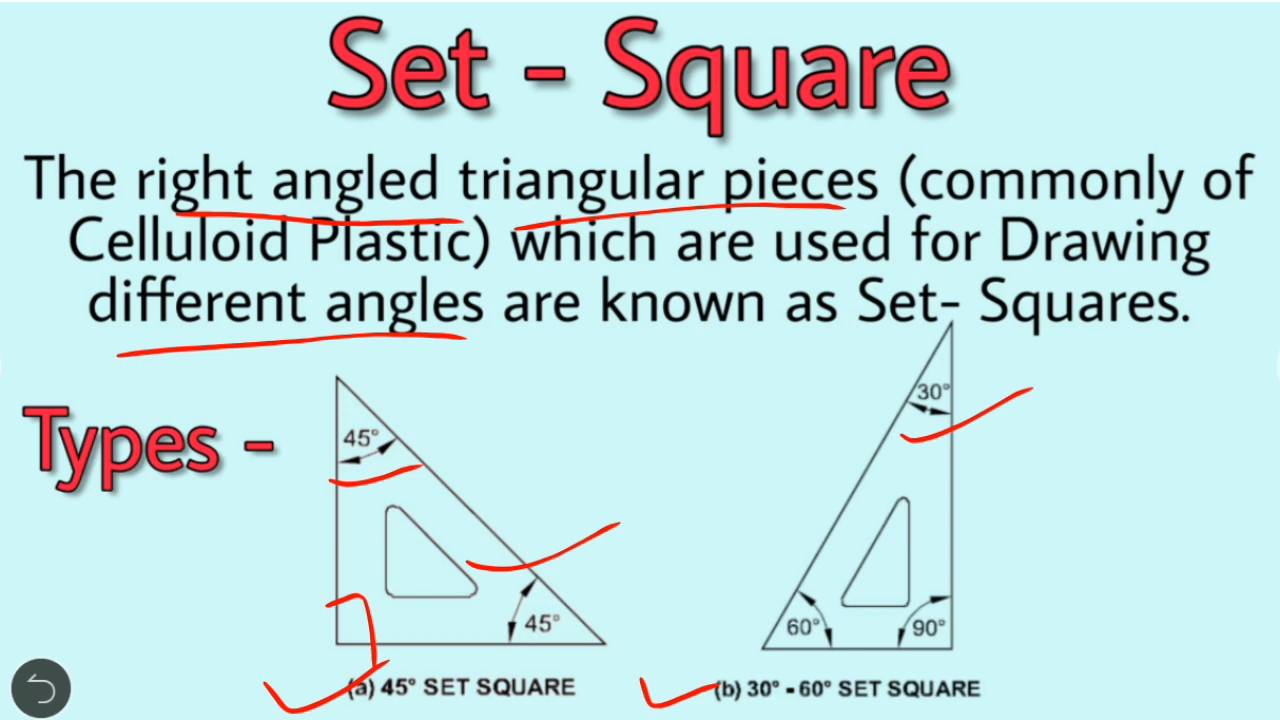 Set - Square
The right angled triangular pieces (commonly of
Celluloid Plastic) which are used for Drawing
different angles are known as Set- Squares.
Types -
45°
45°
(a) 45° SET SQUARE
30°
60°
90°
(b) 30° - 60° SET SQUARE